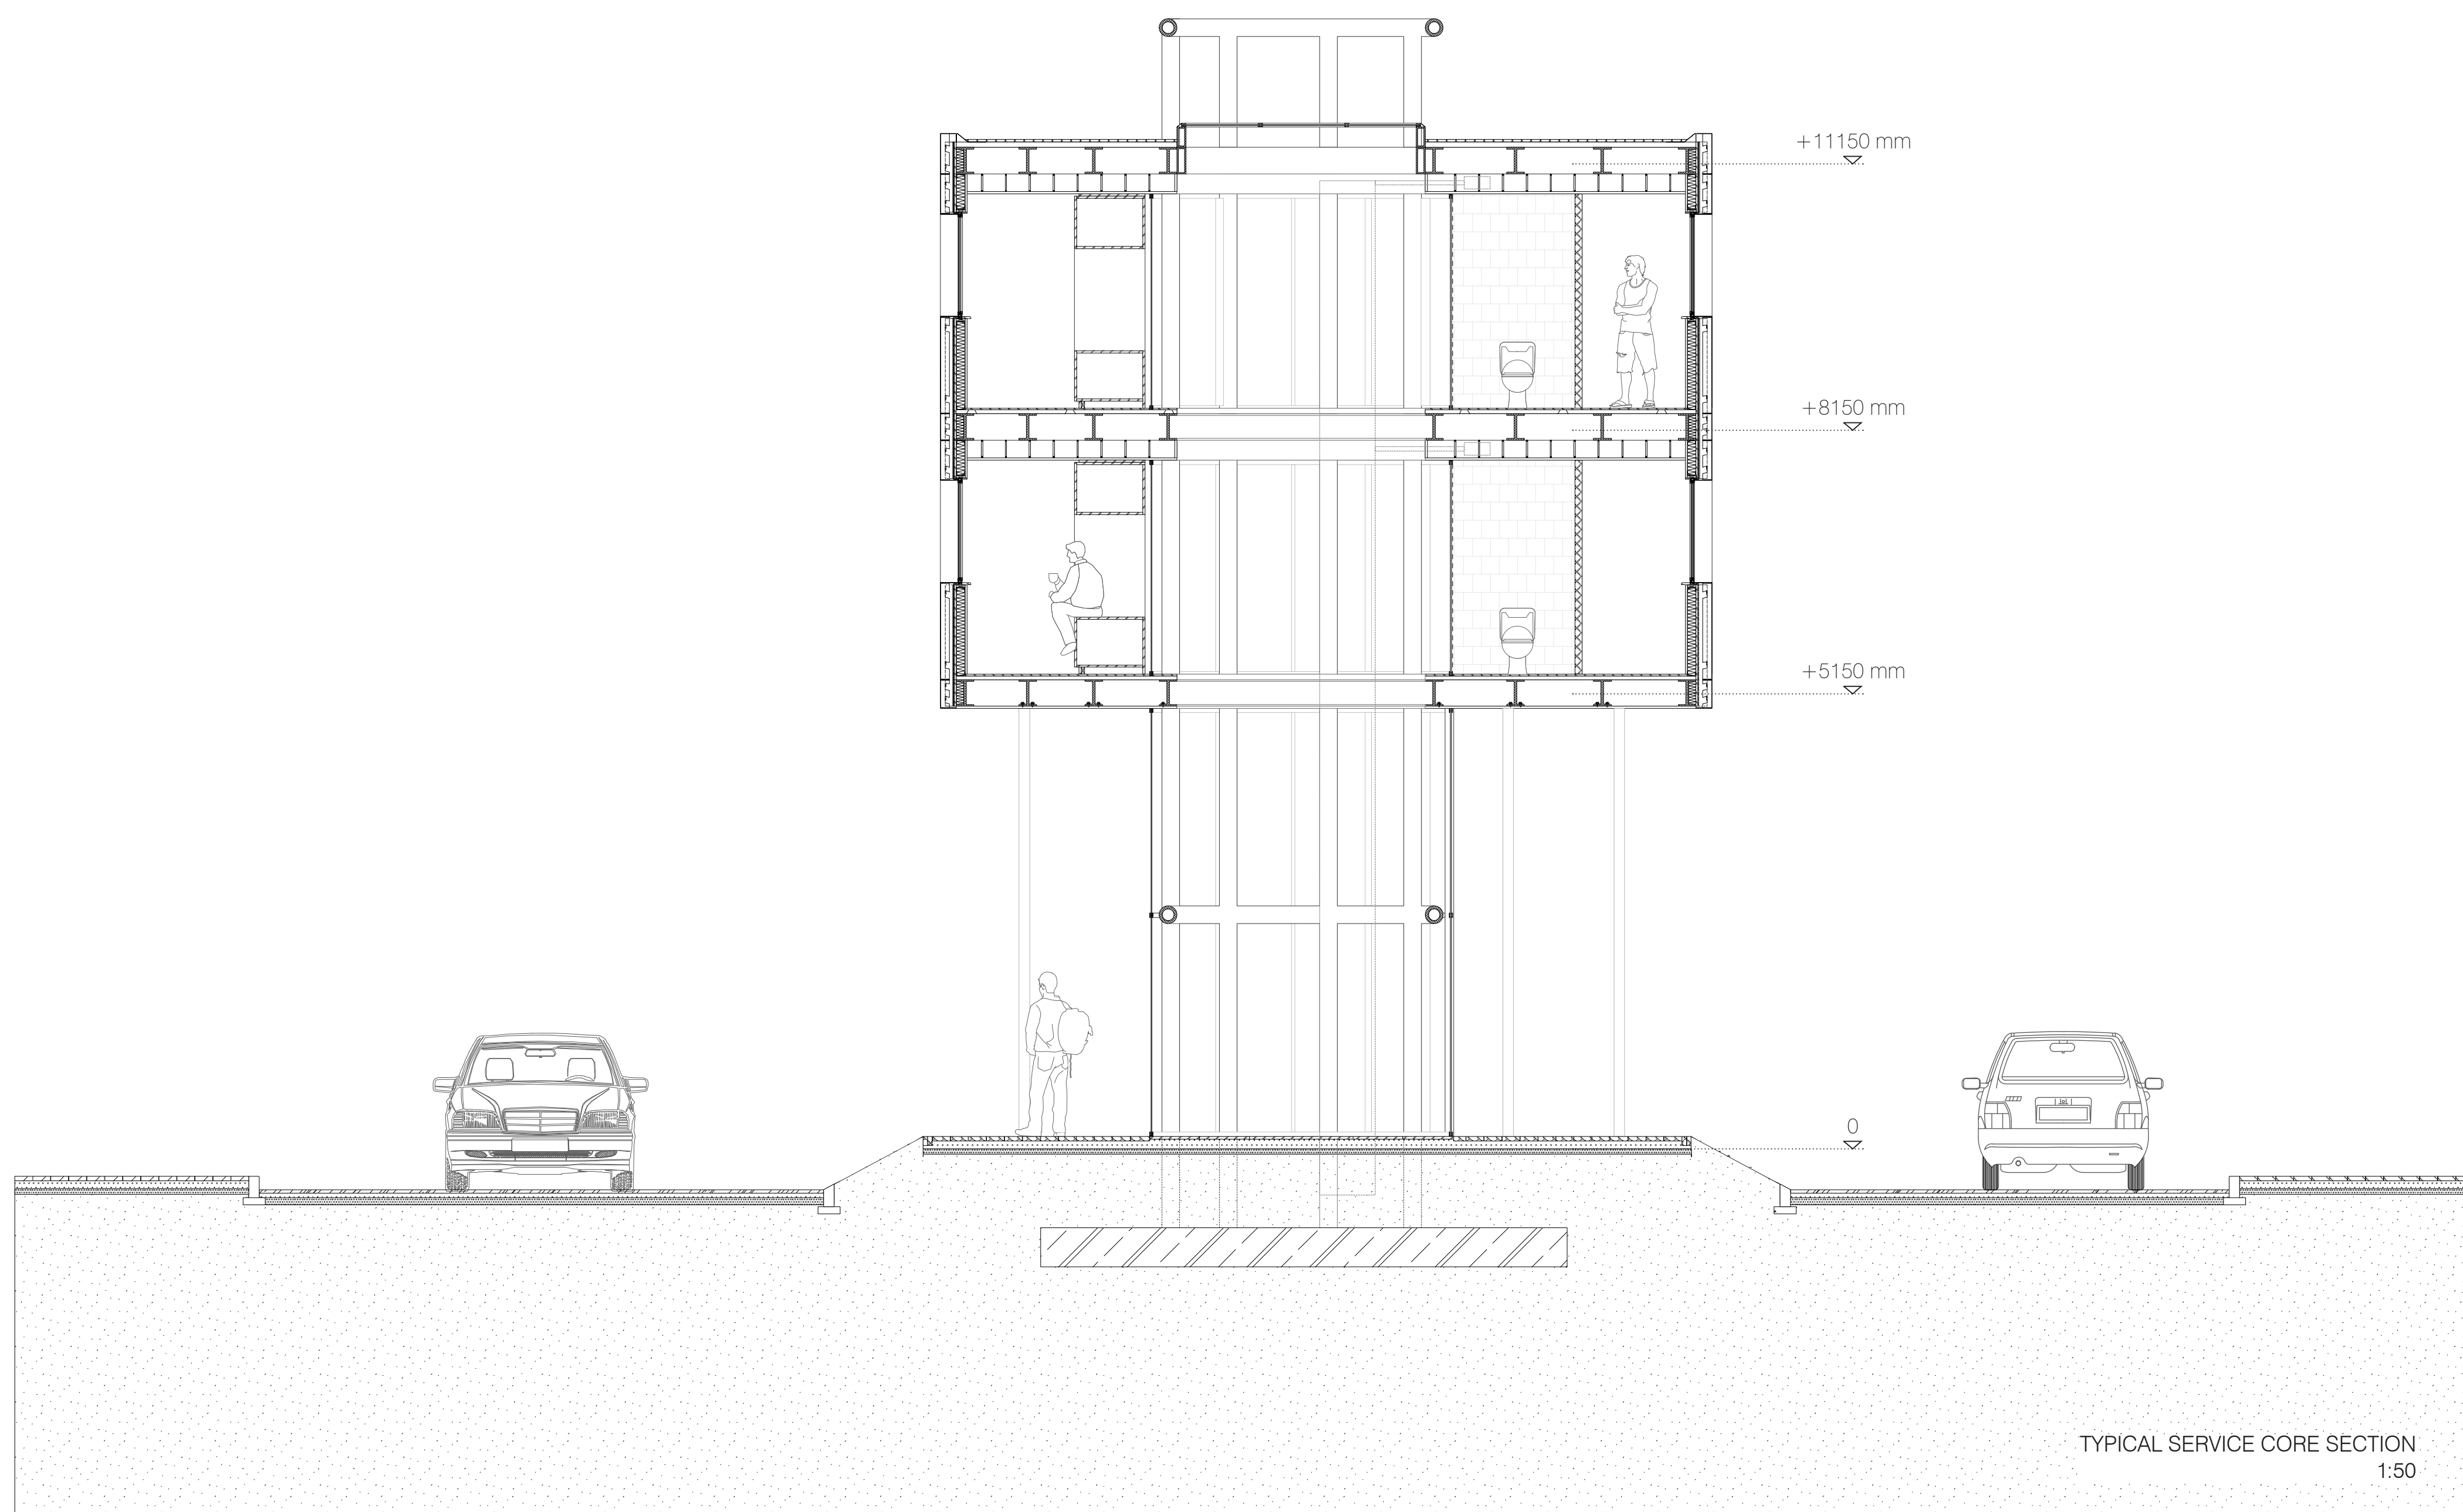 +11150 mm
+8150 mm
+5150 mm
0
TYPICAL SERVICE CORE SECTION
1:50